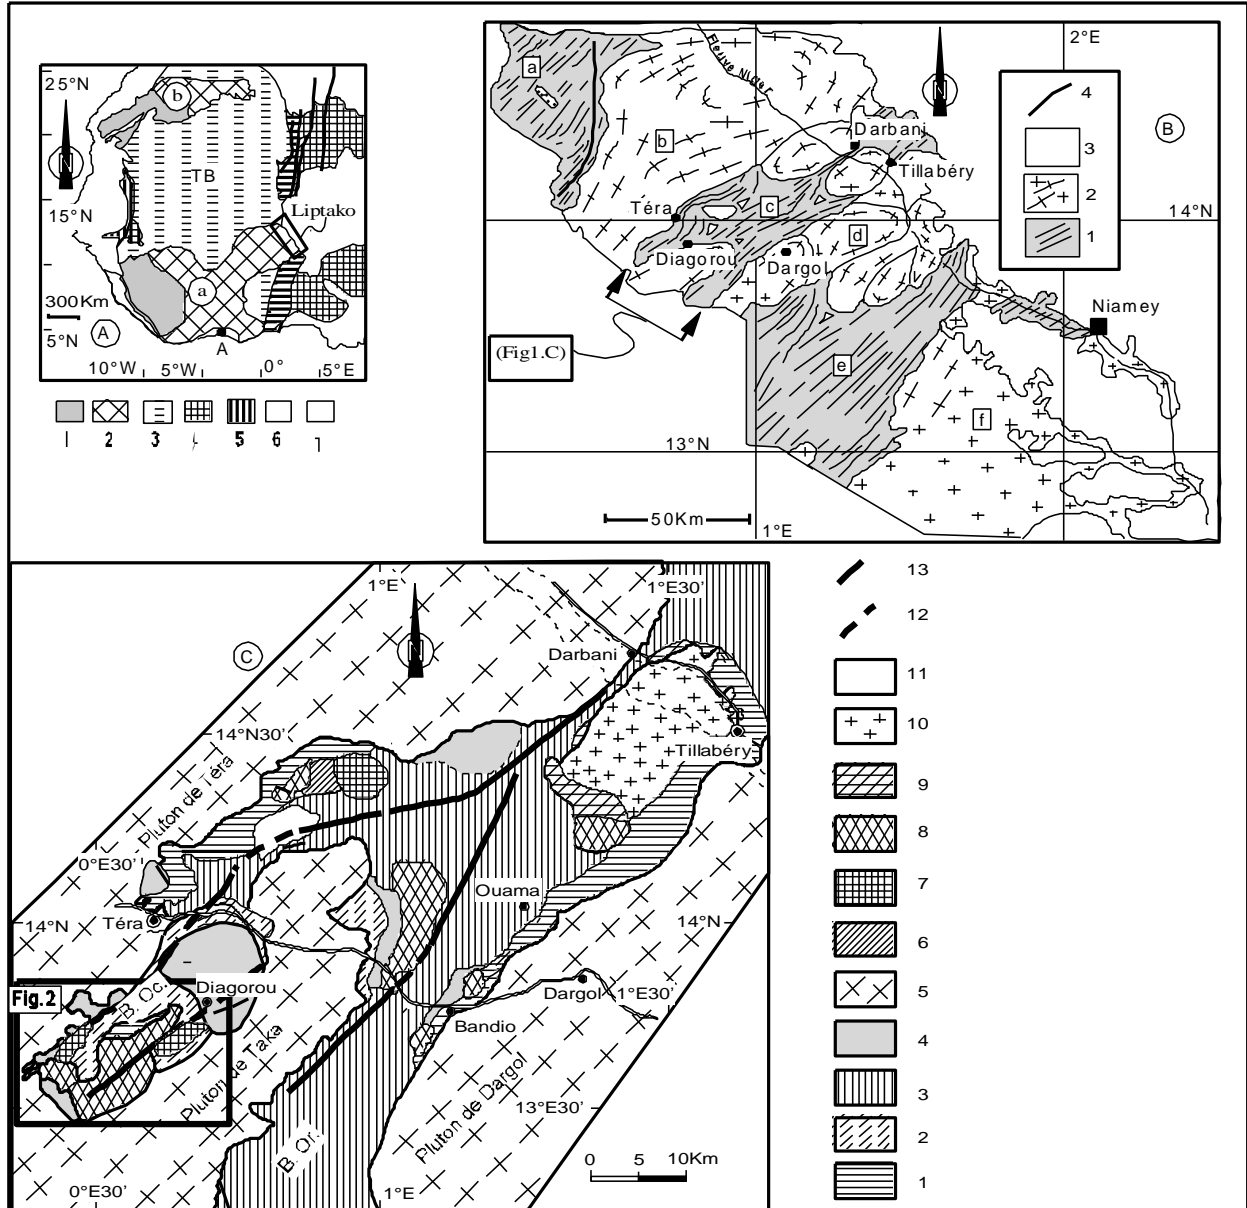 25°N
b
N
TB
15°N
Liptako
a
300Km
5°N
A
A
10°W
5°W
0°
5°E
1
2
3
4
5
6
7
2°E
a
Fleuve Niger
N
4
B
Darbani
b
3
Tillabéry
2
Téra
c
14°N
d
1
Diagorou
Dargol
Niamey
(Fig1.C)
e
f
13°N
50Km
1°E
1°E
1°E30'
C
N
Darbani
14°N30'
Tillabéry
Pluton de Téra
0°E30'
Ouama
Téra
14°N
14°N
Fig.2
B. Oc.
Diagorou
Dargol
1°E30'
Bandio
Pluton de Taka
Pluton de Dargol
13°E30'
B. Or.
0
5
10Km
0°E30'
1°E
13
12
11
10
9
8
7
6
5
4
3
2
1